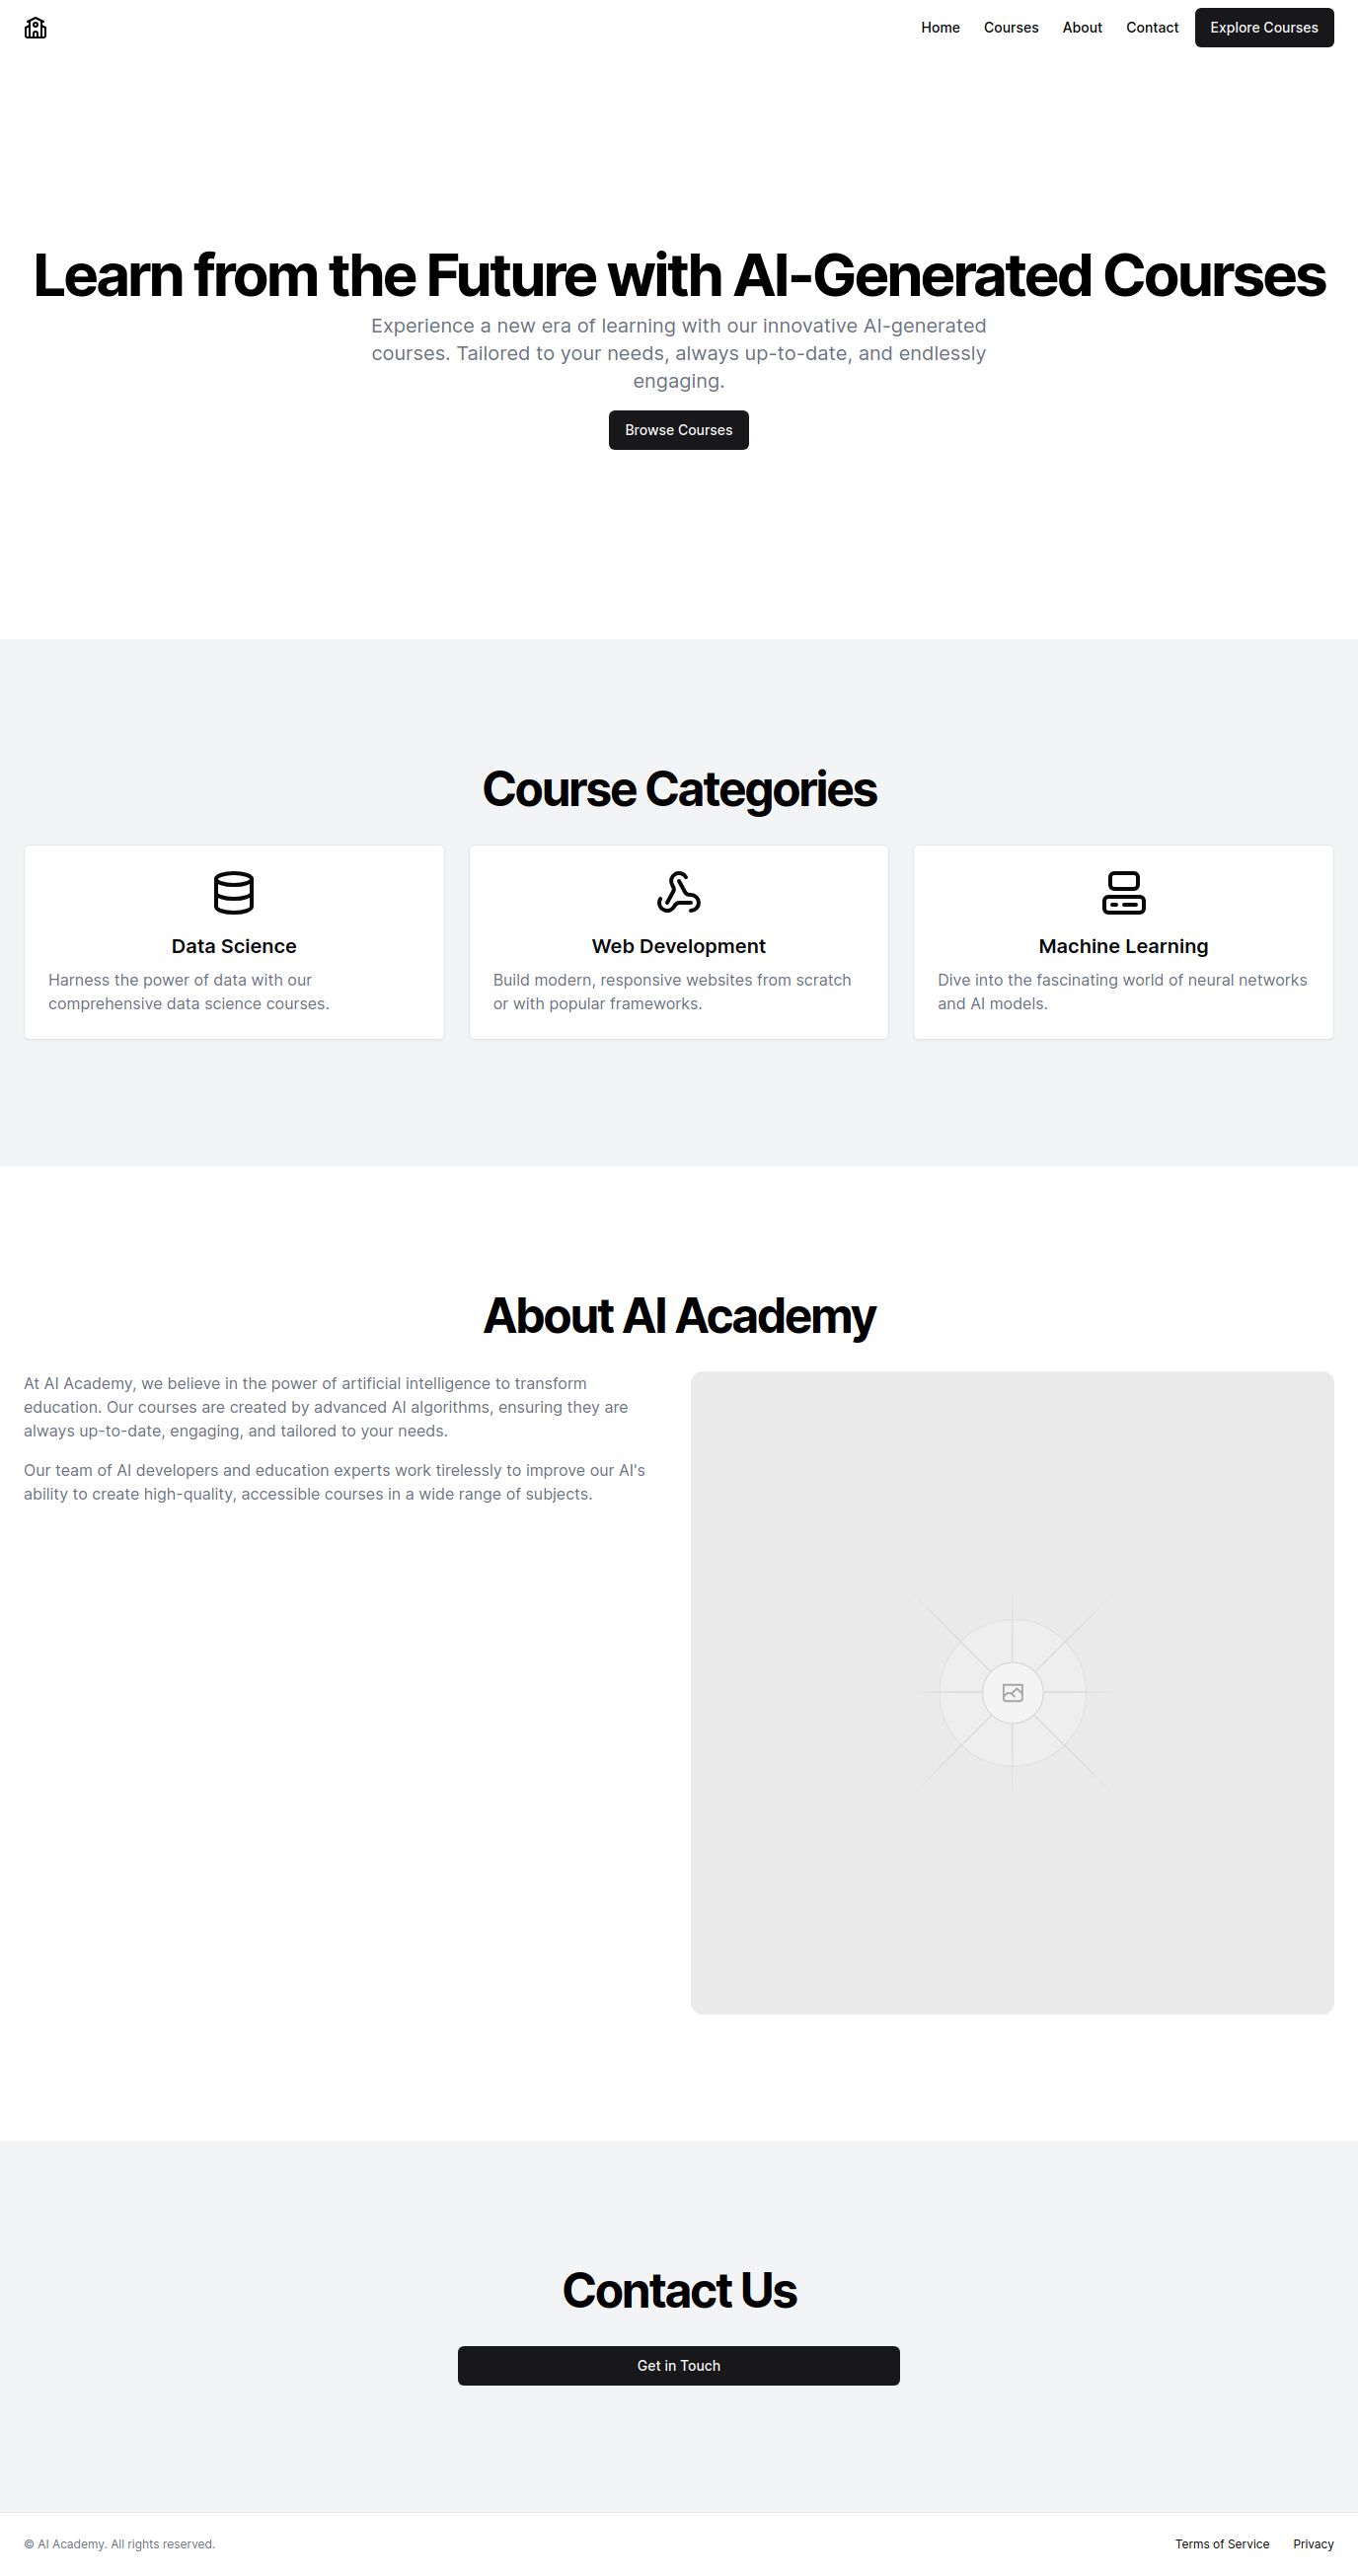 Home Courses About Contact Explore Courses
Learn from the Future with AI-Generated Courses
Experience a new era of learning with our innovative AI-generated
courses. Tailored to your needs, always up-to-date, and endlessly
engaging.
Browse Courses
Course Categories
Data Science
Harness the power of data with our
comprehensive data science courses.
Web Development
Build modern, responsive websites from scratch
or with popular frameworks.
Machine Learning
Dive into the fascinating world of neural networks
and AI models.
About AI Academy
At AI Academy, we believe in the power of artificial intelligence to transform
education. Our courses are created by advanced AI algorithms, ensuring they are
always up-to-date, engaging, and tailored to your needs.
Our team of AI developers and education experts work tirelessly to improve our AI's
ability to create high-quality, accessible courses in a wide range of subjects.
Contact Us
Get in Touch
© AI Academy. All rights reserved.
Terms of Service Privacy